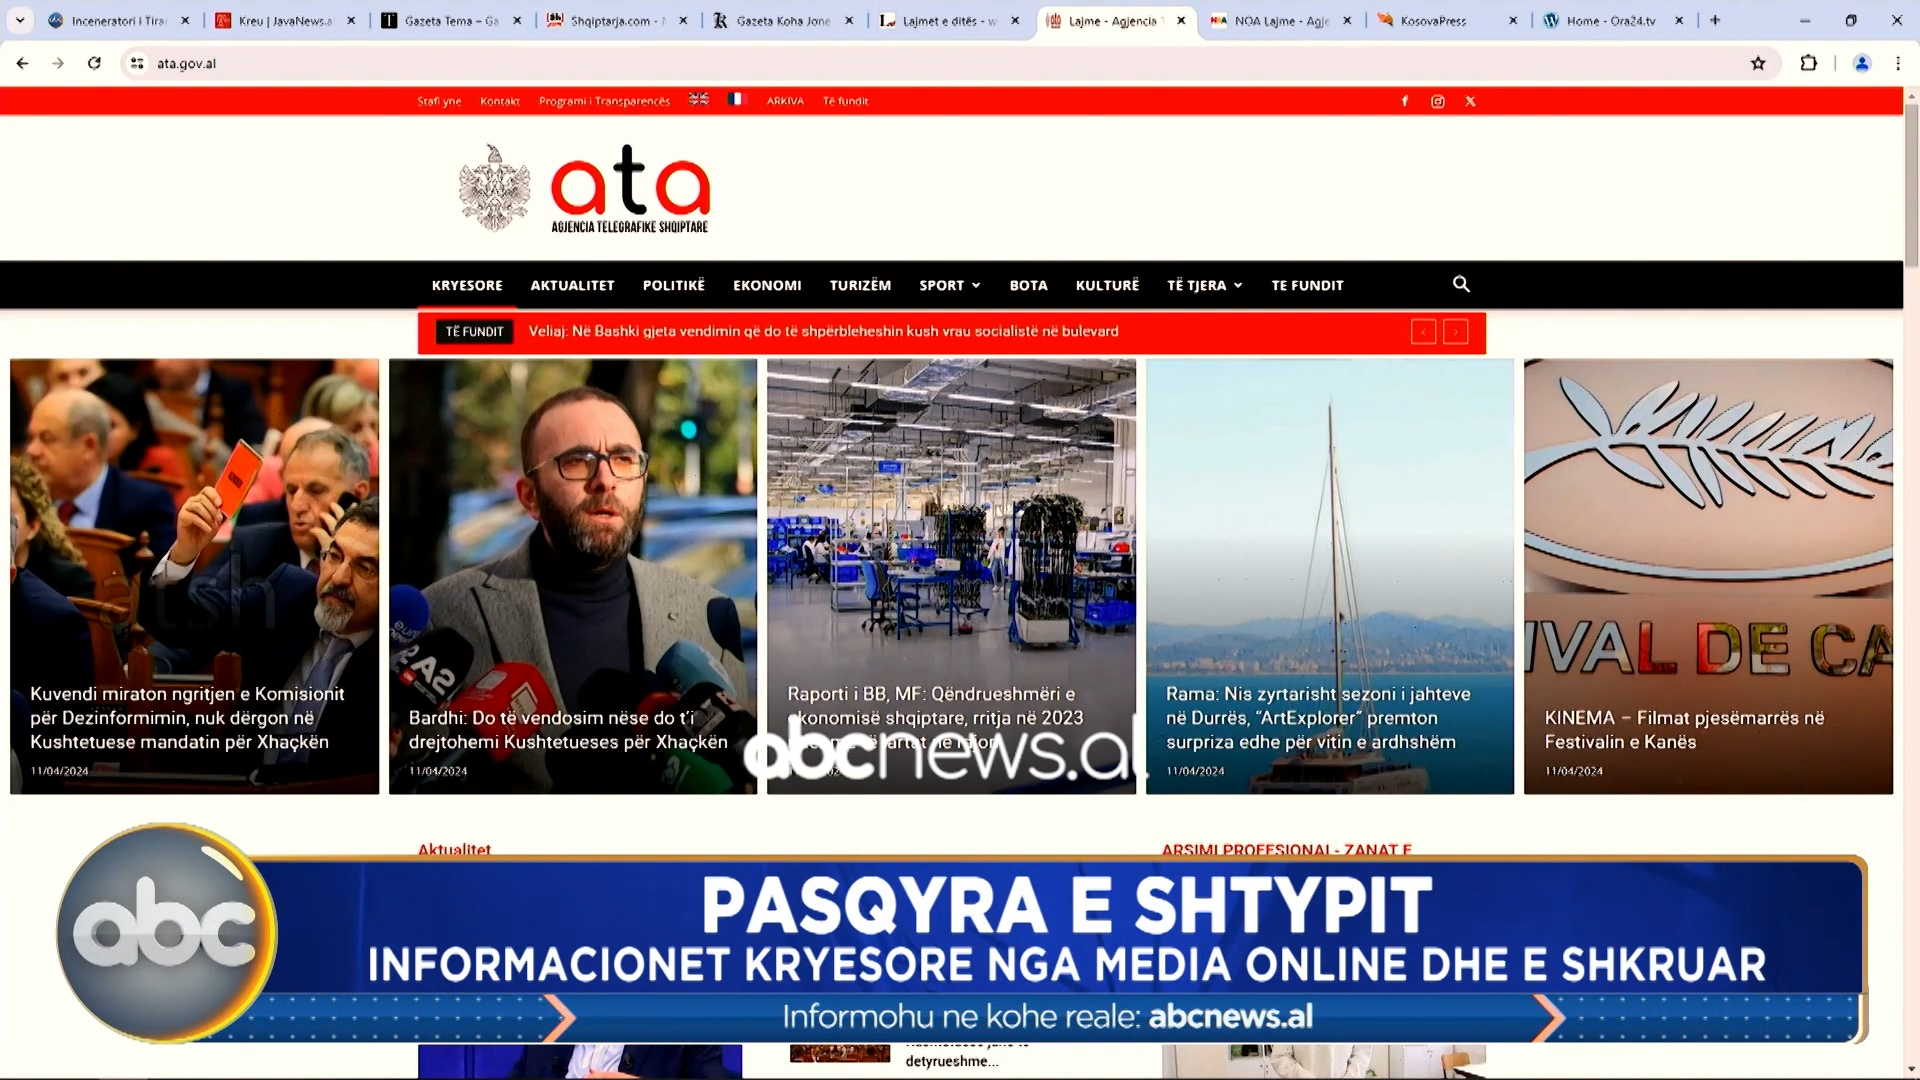 Inceneratori i Tira
Kreu | JavaNews.a
Gazeta Tema – Ga
Shqiptarja.com -
Gazeta Koha Jone
Lajmet e ditës - w
Lajme - Agjencia
NOA Lajme - Agje
KosovaPress
Home - Ora24.tv
ata.gov.al
Stafi yne
Kontakt
Programi i Transparencës
ARKIVA
Të fundit
ata
AGJENCIA TELEGRAFIKE SHQIPTARE
KRYESORE
AKTUALITET
POLITIKË
EKONOMI
TURIZËM
SPORT
BOTA
KULTURË
TË TJERA
TE FUNDIT
TË FUNDIT
Veliaj: Në Bashki gjeta vendimin që do të shpërbleheshin kush vrau socialistë në bulevard
atsh
A2
IVAL DE CA
Kuvendi miraton ngritjen e Komisionit
për Dezinformimin, nuk dërgon në
Kushtetuese mandatin për Xhaçkën
11/04/2024
Bardhi: Do të vendosim nëse do t’i
drejtohemi Kushtetueses për Xhaçkën
11/04/2024
Raporti i BB, MF: Qëndrueshmëri e
ekonomisë shqiptare, rritja në 2023
abcnews.al
Rama: Nis zyrtarisht sezoni i jahteve
në Durrës, “ArtExplorer” premton
surpriza edhe për vitin e ardhshëm
11/04/2024
KINEMA – Filmat pjesëmarrës në
Festivalin e Kanës
11/04/2024
Aktualitet
ARSIMI PROFESIONAL- ZANAT E
abc
PASQYRA E SHTYPIT
INFORMACIONET KRYESORE NGA MEDIA ONLINE DHE E SHKRUAR
Informohu ne kohe reale: abcnews.al
detyrueshme...